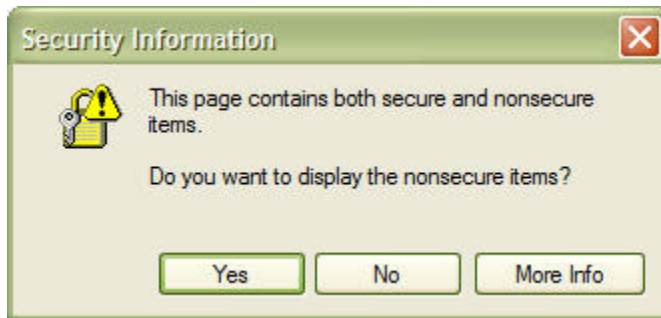 Security Information
This page contains both secure and nonsecure
items.
Do you want to display the nonsecure items?
Yes
No
More Info